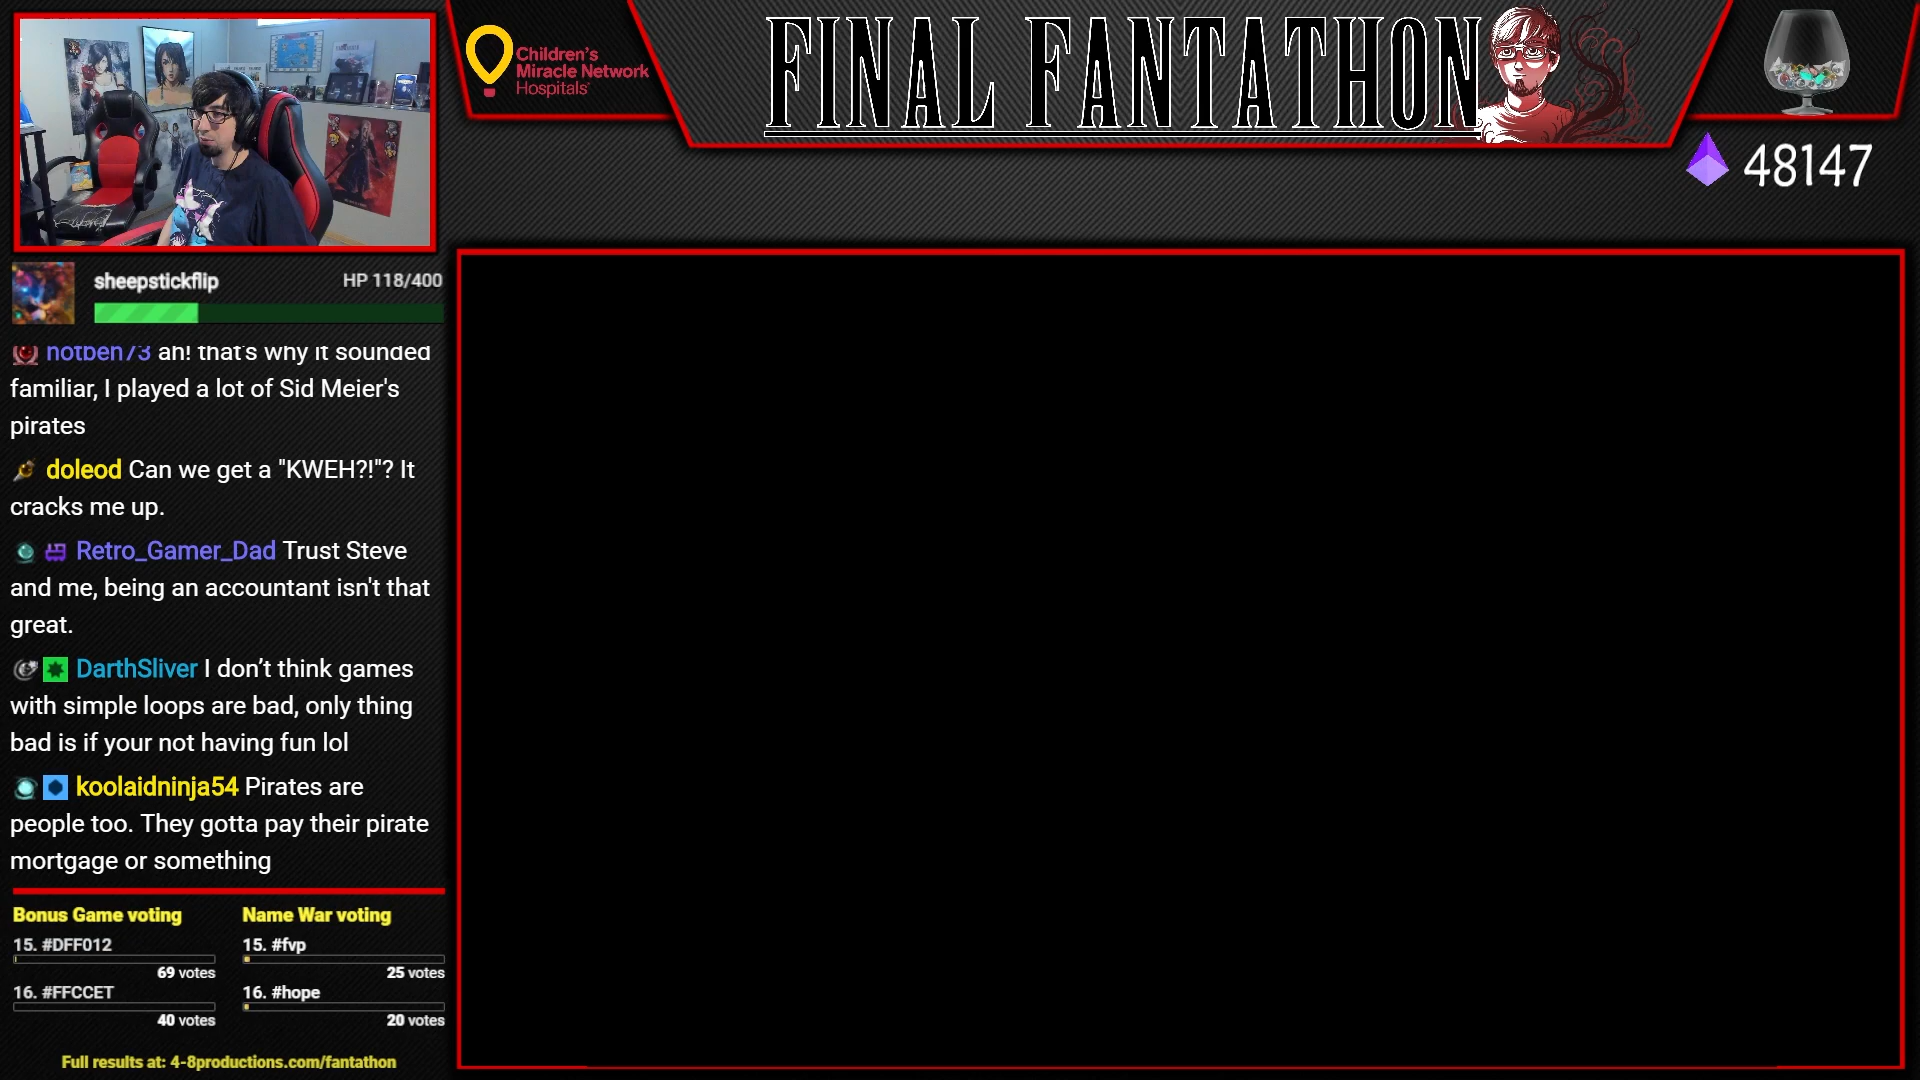 Children's
Miracle Network
Hospitals
FINAL FANTATHON
48147
sheepstickflip
HP 118/400
notben73 ah! that's why it sounded
familiar, I played a lot of Sid Meier's
pirates
doleod Can we get a "KWEH?!"? It
cracks me up.
Retro_Gamer_Dad Trust Steve
and me, being an accountant isn't that
great.
DarthSliver I don’t think games
with simple loops are bad, only thing
bad is if your not having fun lol
koolaidninja54 Pirates are
people too. They gotta pay their pirate
mortgage or something
Bonus Game voting
15. #DFF012
69 votes
16. #FFCCET
40 votes
Name War voting
15. #fvp
25 votes
16. #hope
20 votes
Full results at: 4-8productions.com/fantathon